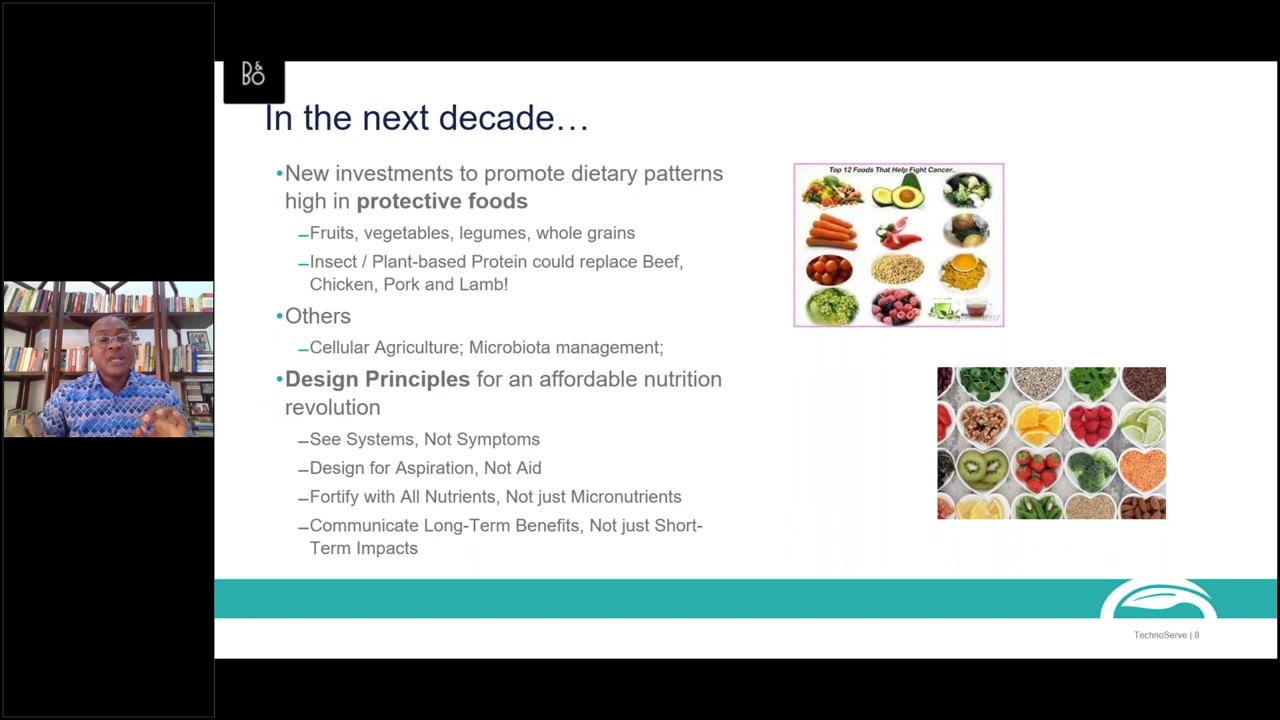 D&
BO
In the next decade…
•New investments to promote dietary patterns
high in protective foods
–Fruits, vegetables, legumes, whole grains
–Insect / Plant-based Protein could replace Beef,
Chicken, Pork and Lamb!
•Others
–Cellular Agriculture; Microbiota management;
•Design Principles for an affordable nutrition
revolution
–See Systems, Not Symptoms
–Design for Aspiration, Not Aid
–Fortify with All Nutrients, Not just Micronutrients
–Communicate Long-Term Benefits, Not just Short-
Term Impacts
Top 12 Foods That Help Fight Cancer..
TechnoServe | 8